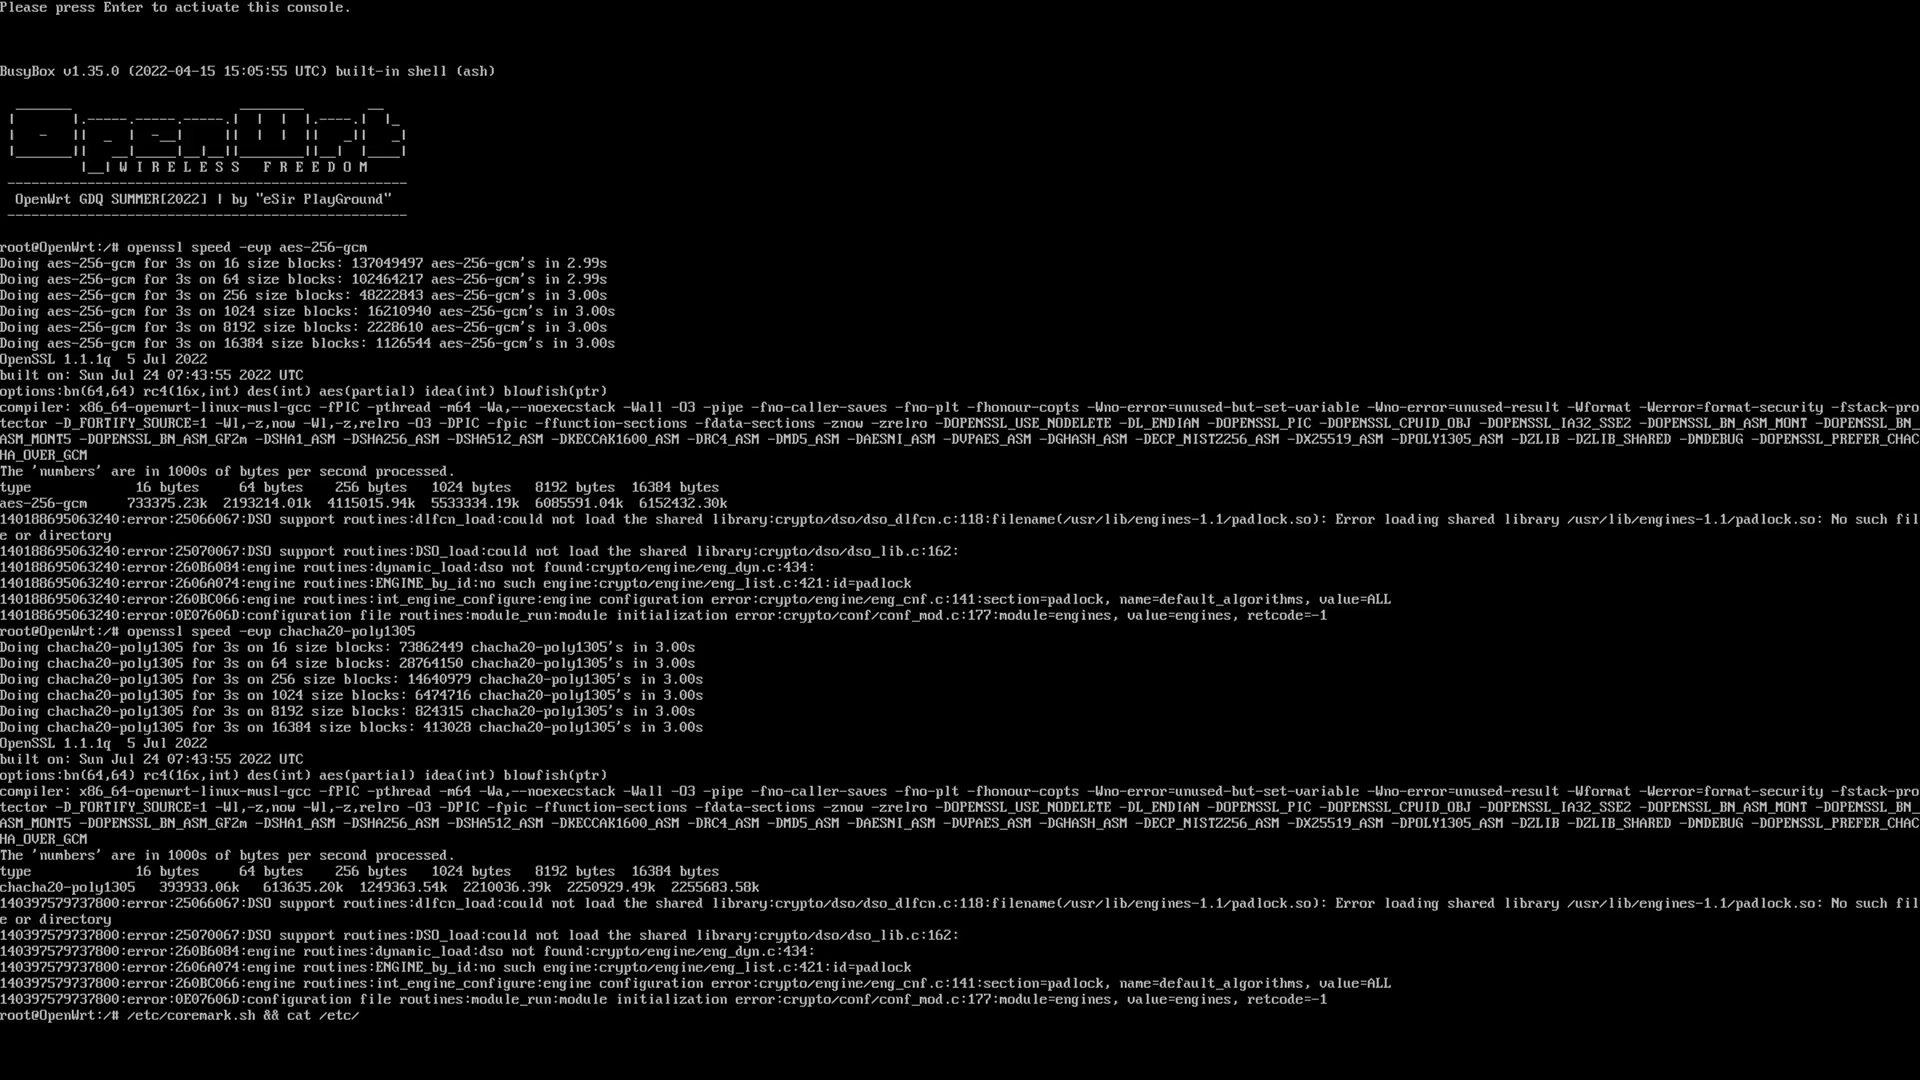 Please press Enter to activate this console.
BusyBox v1.35.0 (2022-04-15 15:05:55 UTC) built-in shell (ash)
OpenWrt
W I R E L E S S   F R E E D O M
OpenWrt GDQ SUMMER[2022] | by "eSir PlayGround"
root@OpenWrt:/# openssl speed -evp aes-256-gcm
Doing aes-256-gcm for 3s on 16 size blocks: 137049497 aes-256-gcm's in 2.99s
Doing aes-256-gcm for 3s on 64 size blocks: 102464217 aes-256-gcm's in 2.99s
Doing aes-256-gcm for 3s on 256 size blocks: 48222843 aes-256-gcm's in 3.00s
Doing aes-256-gcm for 3s on 1024 size blocks: 16210940 aes-256-gcm's in 3.00s
Doing aes-256-gcm for 3s on 8192 size blocks: 2228610 aes-256-gcm's in 3.00s
Doing aes-256-gcm for 3s on 16384 size blocks: 1126544 aes-256-gcm's in 3.00s
OpenSSL 1.1.1q  5 Jul 2022
built on: Sun Jul 24 07:43:55 2022 UTC
options:bn(64,64) rc4(16x,int) des(int) aes(partial) idea(int) blowfish(ptr)
compiler: x86_64-openwrt-linux-musl-gcc -fPIC -pthread -m64 -Wa,--noexecstack -Wall -O3 -pipe -fno-caller-saves -fno-plt -fhonour-copts -Wno-error=unused-but-set-variable -Wno-error=unused-result -Wformat -Werror=format-security -fstack-pro
tector -D_FORTIFY_SOURCE=1 -Wl,-z,now -Wl,-z,relro -O3 -DPIC -fpic -ffunction-sections -fdata-sections -znow -zrelro -DOPENSSL_USE_NODELETE -DL_ENDIAN -DOPENSSL_PIC -DOPENSSL_CPUID_OBJ -DOPENSSL_IA32_SSE2 -DOPENSSL_BN_ASM_MONT -DOPENSSL_BN_
ASM_MONT5 -DOPENSSL_BN_ASM_GF2m -DSHA1_ASM -DSHA256_ASM -DSHA512_ASM -DKECCAK1600_ASM -DRC4_ASM -DMD5_ASM -DAESNI_ASM -DVPAES_ASM -DGHASH_ASM -DECP_NISTZ256_ASM -DX25519_ASM -DPOLY1305_ASM -DZLIB -DZLIB_SHARED -DNDEBUG -DOPENSSL_PREFER_CHAC
HA_OVER_GCM
The 'numbers' are in 1000s of bytes per second processed.
type             16 bytes     64 bytes    256 bytes   1024 bytes   8192 bytes  16384 bytes
aes-256-gcm     733375.23k  2193214.01k  4115015.94k  5533334.19k  6085591.04k  6152432.30k
140188695063240:error:25066067:DSO support routines:dlfcn_load:could not load the shared library:crypto/dso/dso_dlfcn.c:118:filename(/usr/lib/engines-1.1/padlock.so): Error loading shared library /usr/lib/engines-1.1/padlock.so: No such fil
e or directory
140188695063240:error:25070067:DSO support routines:DSO_load:could not load the shared library:crypto/dso/dso_lib.c:162:
140188695063240:error:260B6084:engine routines:dynamic_load:dso not found:crypto/engine/eng_dyn.c:434:
140188695063240:error:2606A074:engine routines:ENGINE_by_id:no such engine:crypto/engine/eng_list.c:421:id=padlock
140188695063240:error:260BC066:engine routines:int_engine_configure:engine configuration error:crypto/engine/eng_cnf.c:141:section=padlock, name=default_algorithms, value=ALL
140188695063240:error:0E07606D:configuration file routines:module_run:module initialization error:crypto/conf/conf_mod.c:177:module=engines, value=engines, retcode=-1
root@OpenWrt:/# openssl speed -evp chacha20-poly1305
Doing chacha20-poly1305 for 3s on 16 size blocks: 73862449 chacha20-poly1305's in 3.00s
Doing chacha20-poly1305 for 3s on 64 size blocks: 28764150 chacha20-poly1305's in 3.00s
Doing chacha20-poly1305 for 3s on 256 size blocks: 14640979 chacha20-poly1305's in 3.00s
Doing chacha20-poly1305 for 3s on 1024 size blocks: 6474716 chacha20-poly1305's in 3.00s
Doing chacha20-poly1305 for 3s on 8192 size blocks: 824315 chacha20-poly1305's in 3.00s
Doing chacha20-poly1305 for 3s on 16384 size blocks: 413028 chacha20-poly1305's in 3.00s
OpenSSL 1.1.1q  5 Jul 2022
built on: Sun Jul 24 07:43:55 2022 UTC
options:bn(64,64) rc4(16x,int) des(int) aes(partial) idea(int) blowfish(ptr)
compiler: x86_64-openwrt-linux-musl-gcc -fPIC -pthread -m64 -Wa,--noexecstack -Wall -O3 -pipe -fno-caller-saves -fno-plt -fhonour-copts -Wno-error=unused-but-set-variable -Wno-error=unused-result -Wformat -Werror=format-security -fstack-pro
tector -D_FORTIFY_SOURCE=1 -Wl,-z,now -Wl,-z,relro -O3 -DPIC -fpic -ffunction-sections -fdata-sections -znow -zrelro -DOPENSSL_USE_NODELETE -DL_ENDIAN -DOPENSSL_PIC -DOPENSSL_CPUID_OBJ -DOPENSSL_IA32_SSE2 -DOPENSSL_BN_ASM_MONT -DOPENSSL_BN_
ASM_MONT5 -DOPENSSL_BN_ASM_GF2m -DSHA1_ASM -DSHA256_ASM -DSHA512_ASM -DKECCAK1600_ASM -DRC4_ASM -DMD5_ASM -DAESNI_ASM -DVPAES_ASM -DGHASH_ASM -DECP_NISTZ256_ASM -DX25519_ASM -DPOLY1305_ASM -DZLIB -DZLIB_SHARED -DNDEBUG -DOPENSSL_PREFER_CHAC
HA_OVER_GCM
The 'numbers' are in 1000s of bytes per second processed.
type             16 bytes     64 bytes    256 bytes   1024 bytes   8192 bytes  16384 bytes
chacha20-poly1305   393933.06k   613635.20k  1249363.54k  2210036.39k  2250929.49k  2255683.58k
140397579737800:error:25066067:DSO support routines:dlfcn_load:could not load the shared library:crypto/dso/dso_dlfcn.c:118:filename(/usr/lib/engines-1.1/padlock.so): Error loading shared library /usr/lib/engines-1.1/padlock.so: No such fil
e or directory
140397579737800:error:25070067:DSO support routines:DSO_load:could not load the shared library:crypto/dso/dso_lib.c:162:
140397579737800:error:260B6084:engine routines:dynamic_load:dso not found:crypto/engine/eng_dyn.c:434:
140397579737800:error:2606A074:engine routines:ENGINE_by_id:no such engine:crypto/engine/eng_list.c:421:id=padlock
140397579737800:error:260BC066:engine routines:int_engine_configure:engine configuration error:crypto/engine/eng_cnf.c:141:section=padlock, name=default_algorithms, value=ALL
140397579737800:error:0E07606D:configuration file routines:module_run:module initialization error:crypto/conf/conf_mod.c:177:module=engines, value=engines, retcode=-1
root@OpenWrt:/# /etc/coremark.sh && cat /etc/